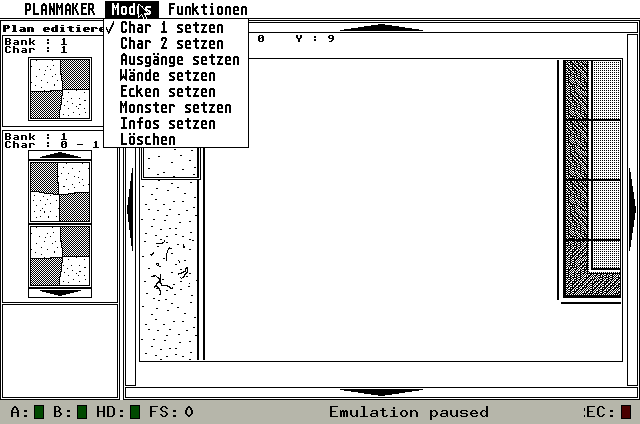 PLANMAKER Modus Funktionen
Plan editiere
Bank : 1
Char : 1
Char 1 setzen
Char 2 setzen
Ausgänge setzen
Wände setzen
Ecken setzen
Monster setzen
Infos setzen
Löschen
0 Y : 9
Bank : 1
Char : 0 - 1
A: B: HD: FS: 0 Emulation paused :EC: